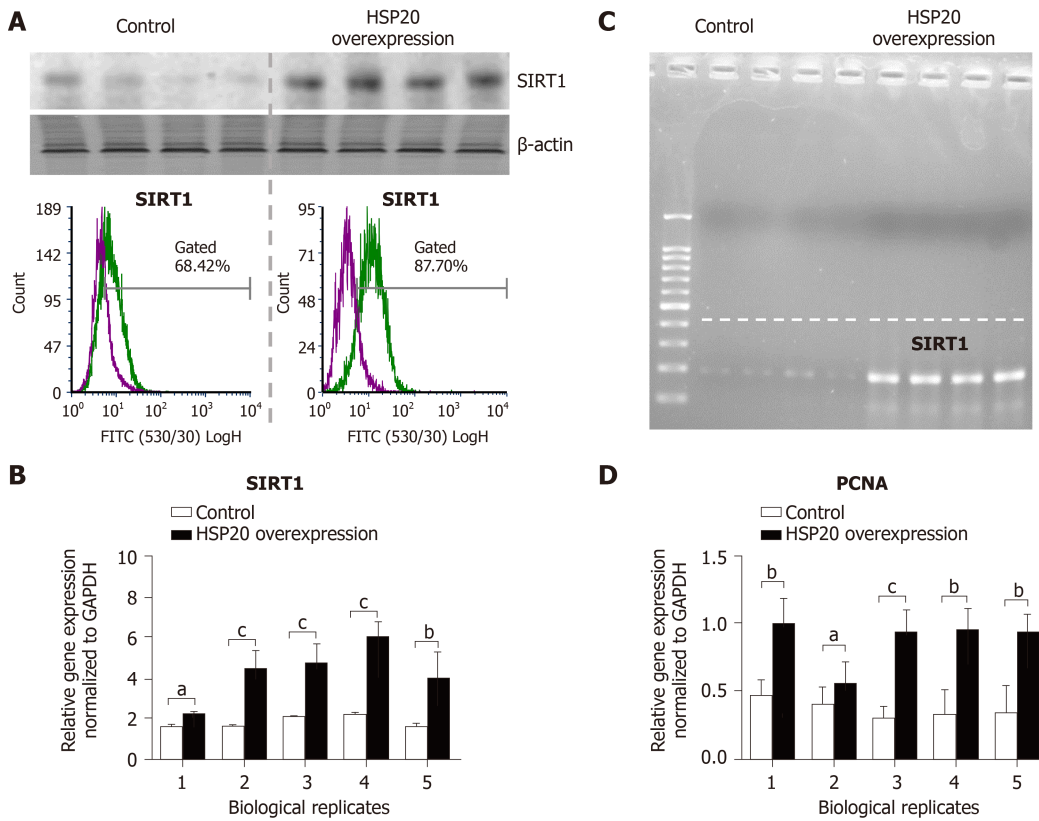 A
Control
HSP20
overexpression
SIRT1
β-actin
SIRT1
189
142
95
47
0
Count
Gated
68.42%
10⁰ 10¹ 10² 10³ 10⁴
FITC (530/30) LogH
SIRT1
95
71
48
24
0
Count
Gated
87.70%
10⁰ 10¹ 10² 10³ 10⁴
FITC (530/30) LogH
C
Control
HSP20
overexpression
SIRT1
B
SIRT1
Control
HSP20 overexpression
Relative gene expression
normalized to GAPDH
10
8
6
4
2
0
a
c
c
c
b
1 2 3 4 5
Biological replicates
D
PCNA
Control
HSP20 overexpression
Relative gene expression
normalized to GAPDH
1.5
1.0
0.5
0.0
b
a
c
b
b
1 2 3 4 5
Biological replicates